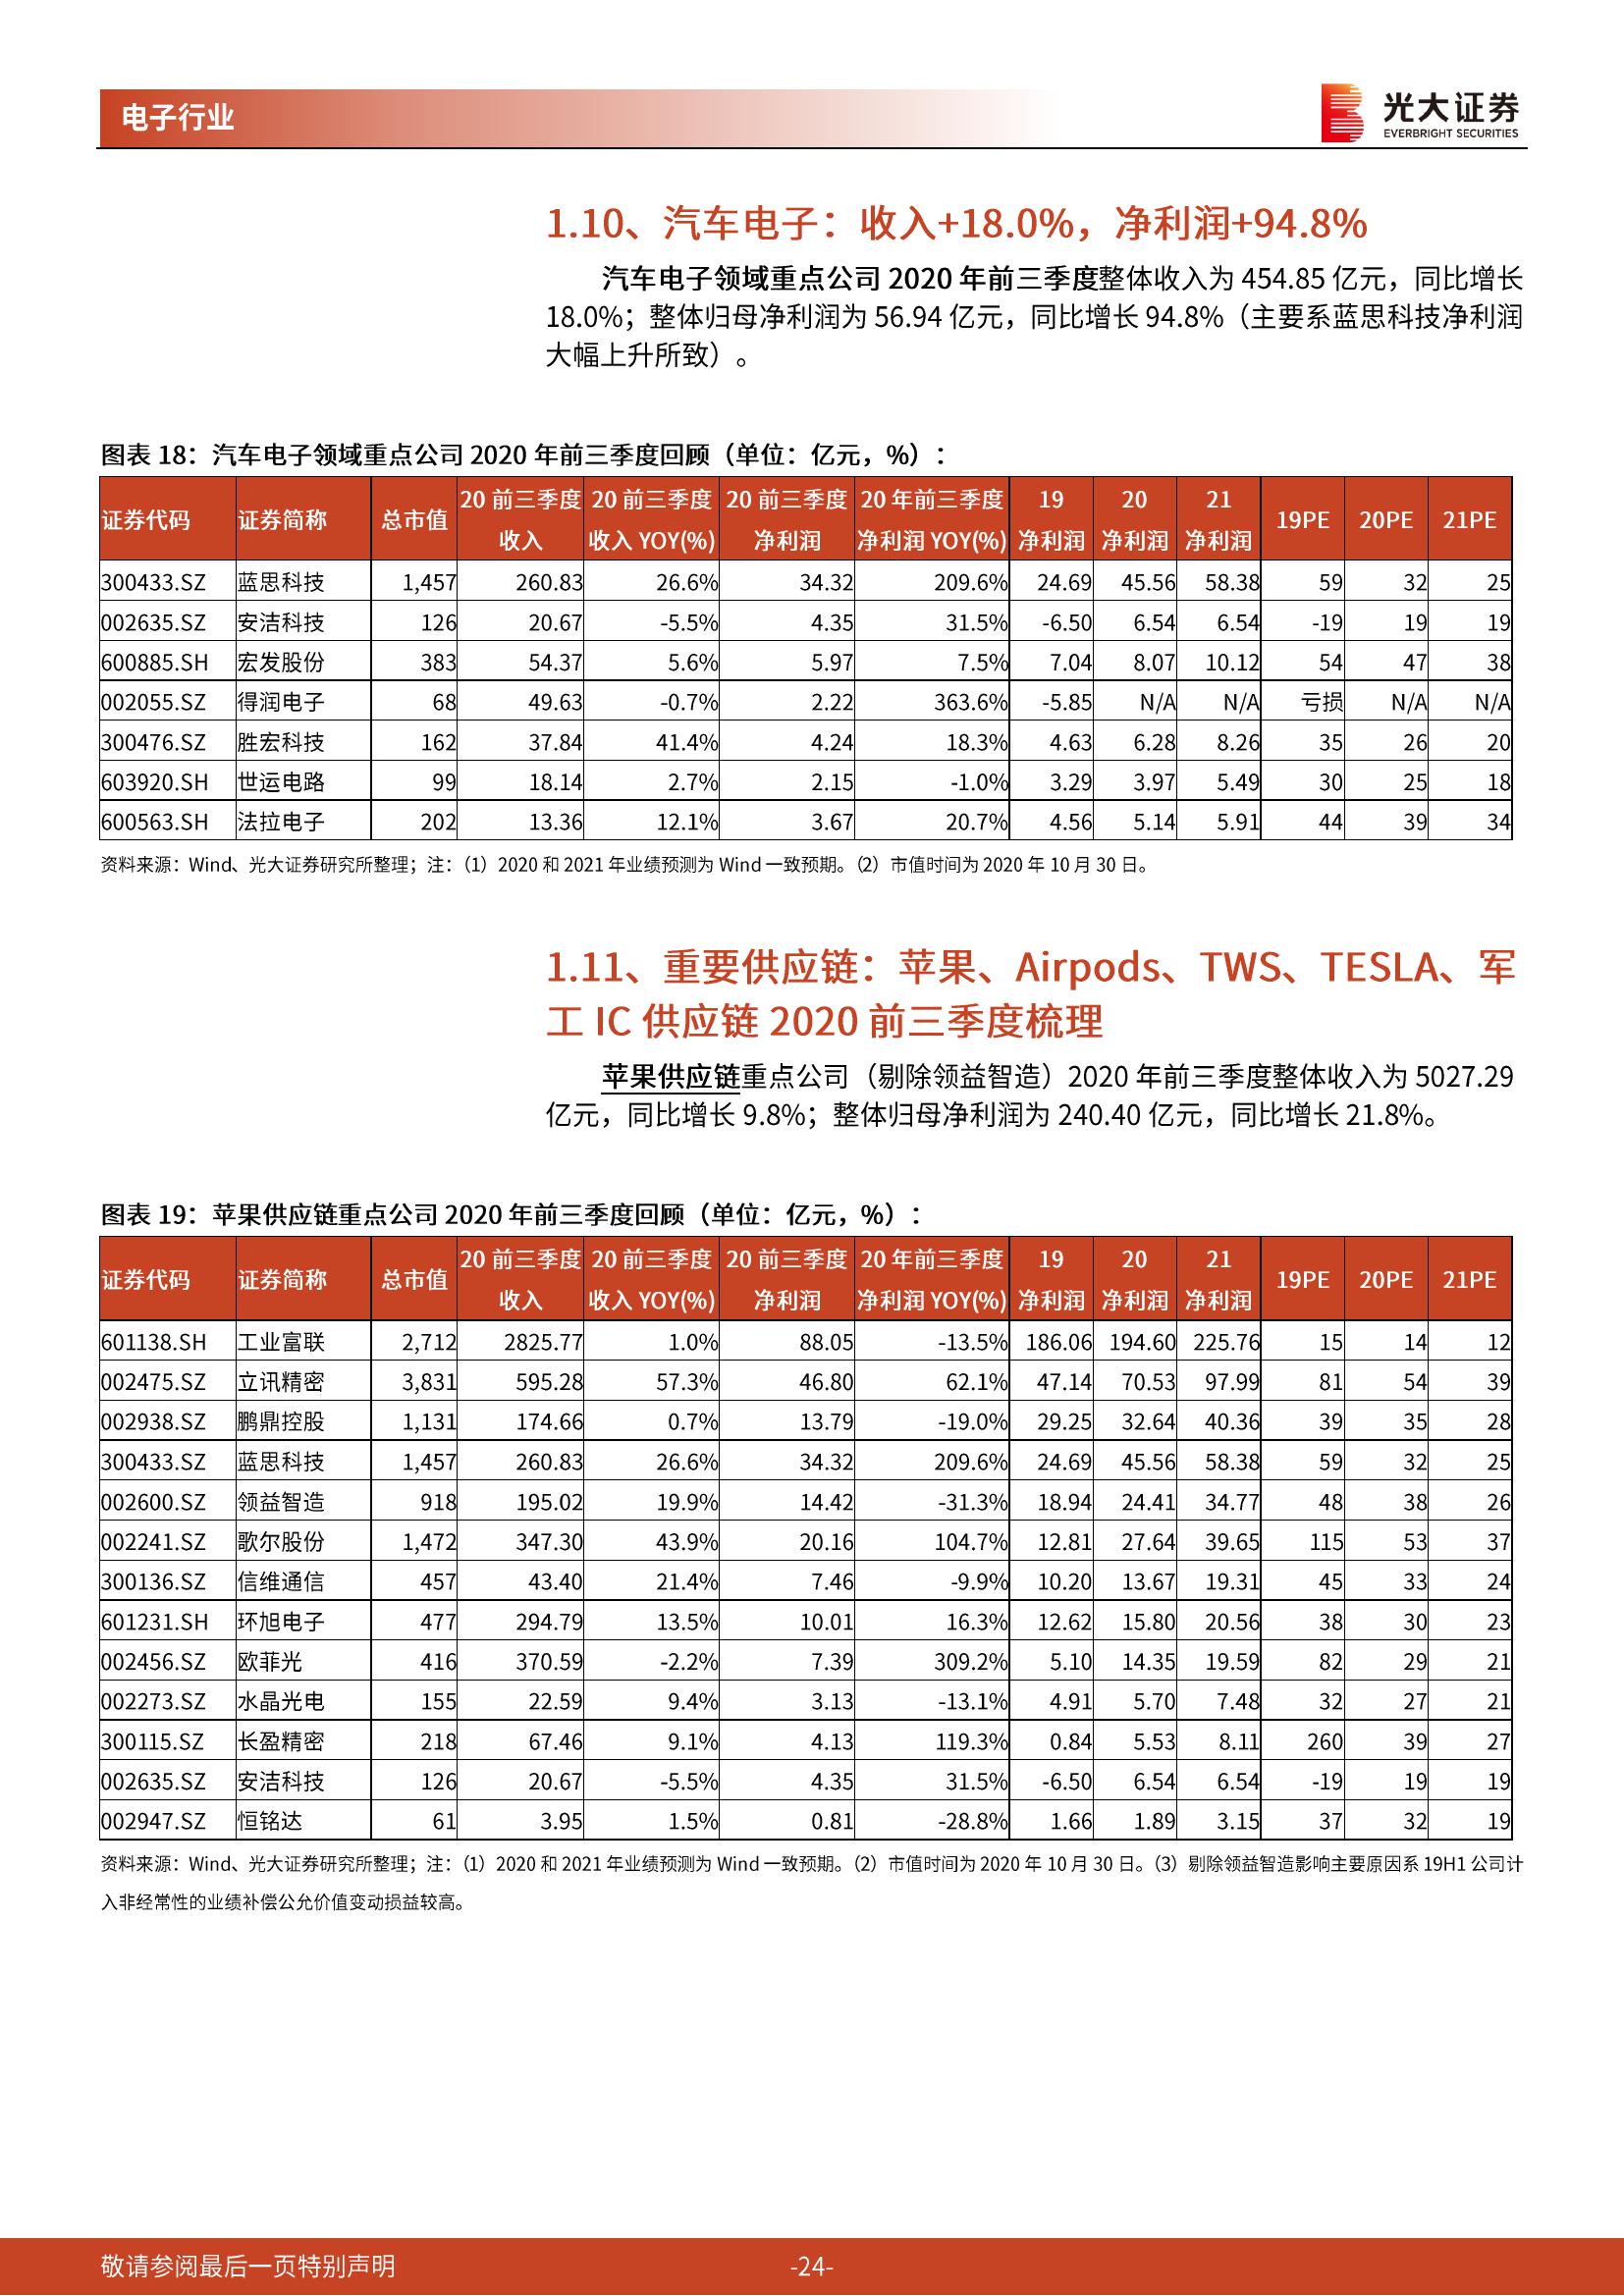 电子行业
光大证券
EVERBRIGHT SECURITIES
1.10、汽车电子：收入+18.0%，净利润+94.8%
汽车电子领域重点公司 2020 年前三季度整体收入为 454.85 亿元，同比增长
18.0%；整体归母净利润为 56.94 亿元，同比增长 94.8%（主要系蓝思科技净利润
大幅上升所致）。
图表 18：汽车电子领域重点公司 2020 年前三季度回顾（单位：亿元，%）：
证券代码 证券简称 总市值 20 前三季度收入 20 前三季度收入 YOY(%) 20 前三季度净利润 20 年前三季度净利润 YOY(%) 19净利润 20净利润 21净利润 19PE 20PE 21PE
300433.SZ 蓝思科技 1,457 260.83 26.6% 34.32 209.6% 24.69 45.56 58.38 59 32 25
002635.SZ 安洁科技 126 20.67 -5.5% 4.35 31.5% -6.50 6.54 6.54 -19 19 19
600885.SH 宏发股份 383 54.37 5.6% 5.97 7.5% 7.04 8.07 10.12 54 47 38
002055.SZ 得润电子 68 49.63 -0.7% 2.22 363.6% -5.85 N/A N/A 亏损 N/A N/A
300476.SZ 胜宏科技 162 37.84 41.4% 4.24 18.3% 4.63 6.28 8.26 35 26 20
603920.SH 世运电路 99 18.14 2.7% 2.15 -1.0% 3.29 3.97 5.49 30 25 18
600563.SH 法拉电子 202 13.36 12.1% 3.67 20.7% 4.56 5.14 5.91 44 39 34
资料来源：Wind、光大证券研究所整理；注：（1）2020 和 2021 年业绩预测为 Wind 一致预期。（2）市值时间为 2020 年 10 月 30 日。
1.11、重要供应链：苹果、Airpods、TWS、TESLA、军
工 IC 供应链 2020 前三季度梳理
苹果供应链重点公司（剔除领益智造）2020 年前三季度整体收入为 5027.29
亿元，同比增长 9.8%；整体归母净利润为 240.40 亿元，同比增长 21.8%。
图表 19：苹果供应链重点公司 2020 年前三季度回顾（单位：亿元，%）：
证券代码 证券简称 总市值 20 前三季度收入 20 前三季度收入 YOY(%) 20 前三季度净利润 20 年前三季度净利润 YOY(%) 19净利润 20净利润 21净利润 19PE 20PE 21PE
601138.SH 工业富联 2,712 2825.77 1.0% 88.05 -13.5% 186.06 194.60 225.76 15 14 12
002475.SZ 立讯精密 3,831 595.28 57.3% 46.80 62.1% 47.14 70.53 97.99 81 54 39
002938.SZ 鹏鼎控股 1,131 174.66 0.7% 13.79 -19.0% 29.25 32.64 40.36 39 35 28
300433.SZ 蓝思科技 1,457 260.83 26.6% 34.32 209.6% 24.69 45.56 58.38 59 32 25
002600.SZ 领益智造 918 195.02 19.9% 14.42 -31.3% 18.94 24.41 34.77 48 38 26
002241.SZ 歌尔股份 1,472 347.30 43.9% 20.16 104.7% 12.81 27.64 39.65 115 53 37
300136.SZ 信维通信 457 43.40 21.4% 7.46 -9.9% 10.20 13.67 19.31 45 33 24
601231.SH 环旭电子 477 294.79 13.5% 10.01 16.3% 12.62 15.80 20.56 38 30 23
002456.SZ 欧菲光 416 370.59 -2.2% 7.39 309.2% 5.10 14.35 19.59 82 29 21
002273.SZ 水晶光电 155 22.59 9.4% 3.13 -13.1% 4.91 5.70 7.48 32 27 21
300115.SZ 长盈精密 218 67.46 9.1% 4.13 119.3% 0.84 5.53 8.11 260 39 27
002635.SZ 安洁科技 126 20.67 -5.5% 4.35 31.5% -6.50 6.54 6.54 -19 19 19
002947.SZ 恒铭达 61 3.95 1.5% 0.81 -28.8% 1.66 1.89 3.15 37 32 19
资料来源：Wind、光大证券研究所整理；注：（1）2020 和 2021 年业绩预测为 Wind 一致预期。（2）市值时间为 2020 年 10 月 30 日。（3）剔除领益智造影响主要原因系 19H1 公司计
入非经常性的业绩补偿公允价值变动损益较高。
敬请参阅最后一页特别声明 -24-